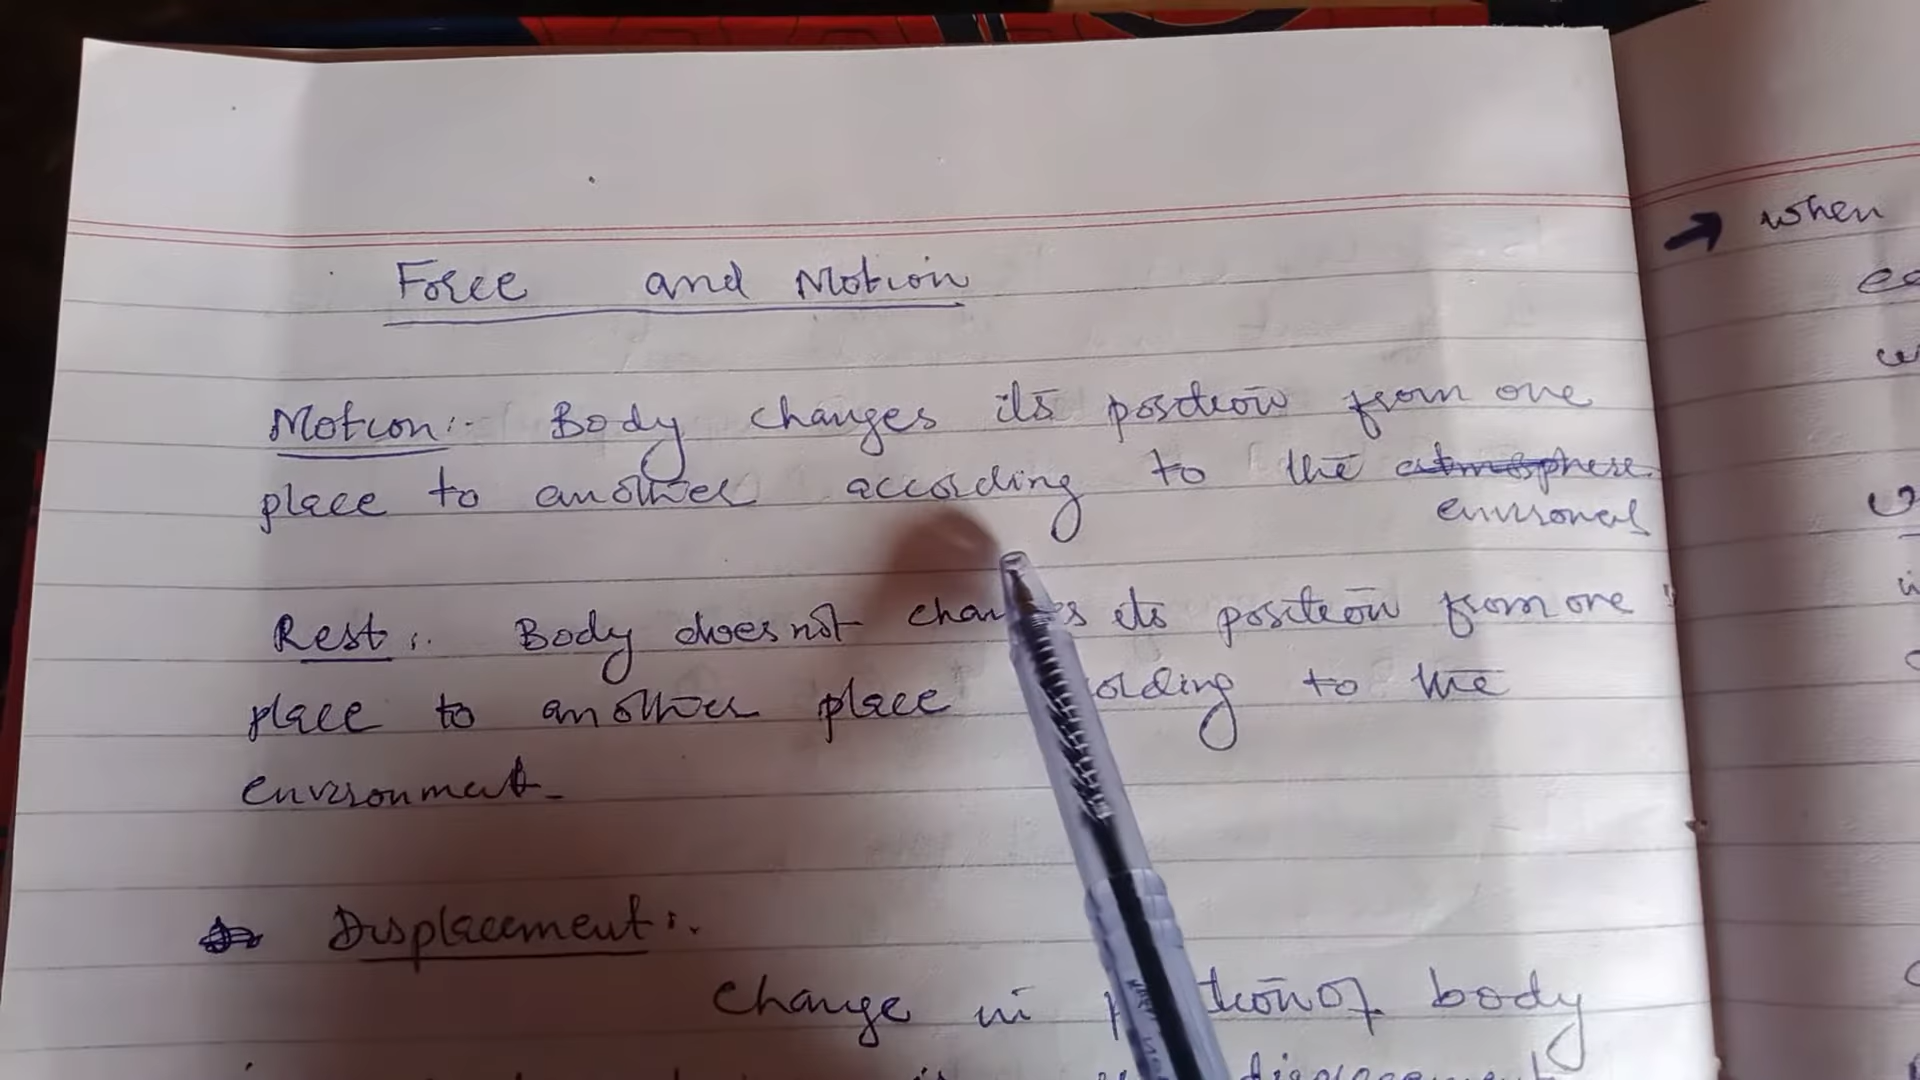 Force and Motion
Motion:- Body changes its position from one
place to another according to the atmosphere
environal
Rest:. Body does not changes its position from one
place to another place to the
environment
Displacement:.
Change in of body
displacement
when